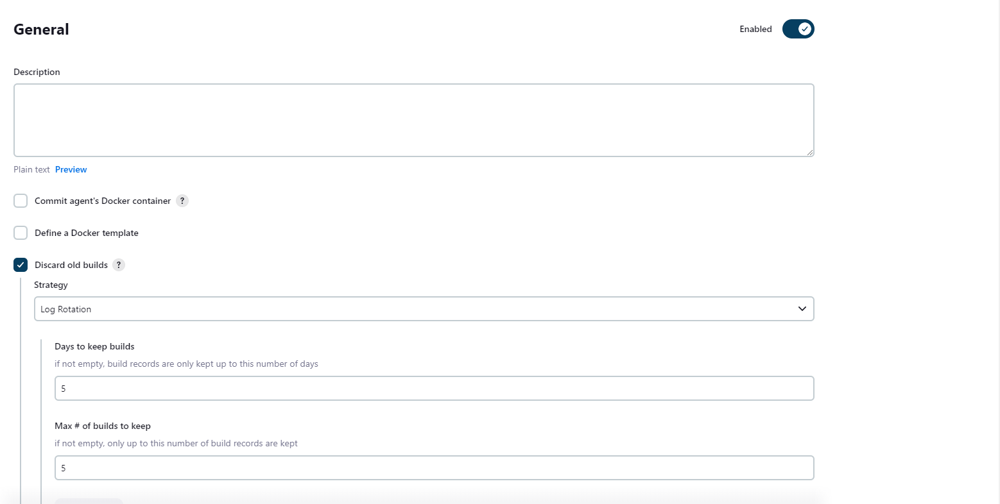 General
Enabled
Description
Plain text Preview
Commit agent's Docker container ?
Define a Docker template
Discard old builds ?
Strategy
Log Rotation
Days to keep builds
if not empty, build records are only kept up to this number of days
5
Max # of builds to keep
if not empty, only up to this number of build records are kept
5